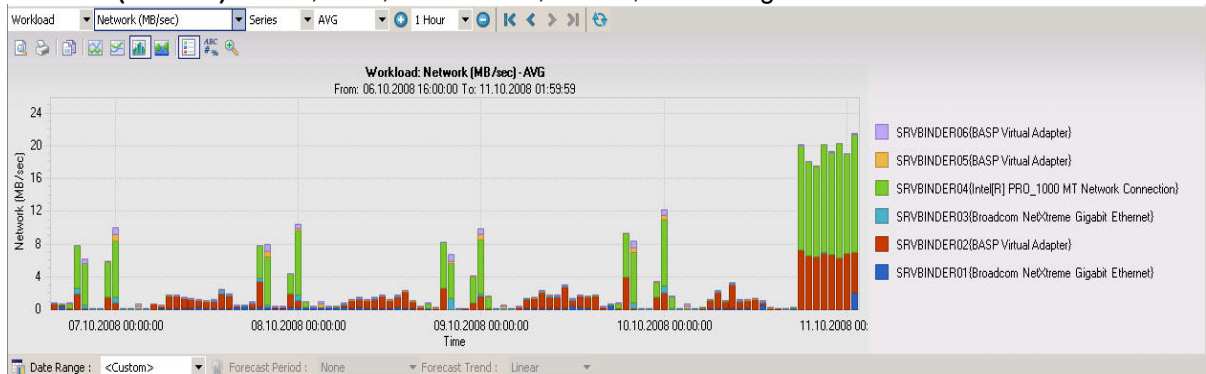 Workload Network (MB/sec) Series AVG 1 Hour
ABC
#%
Workload: Network (MB/sec) - AVG
From: 06.10.2008 16:00:00 To: 11.10.2008 01:59:59
24
20
16
12
8
4
0
Network (MB/sec)
07.10.2008 00:00:00 08.10.2008 00:00:00 09.10.2008 00:00:00 10.10.2008 00:00:00 11.10.2008 00:
Time
SRVBINDER06{BASP Virtual Adapter}
SRVBINDER05{BASP Virtual Adapter}
SRVBINDER04{Intel[R] PRO_1000 MT Network Connection}
SRVBINDER03{Broadcom NetXtreme Gigabit Ethernet}
SRVBINDER02{BASP Virtual Adapter}
SRVBINDER01{Broadcom NetXtreme Gigabit Ethernet}
Date Range : <Custom> Forecast Period : None Forecast Trend : Linear